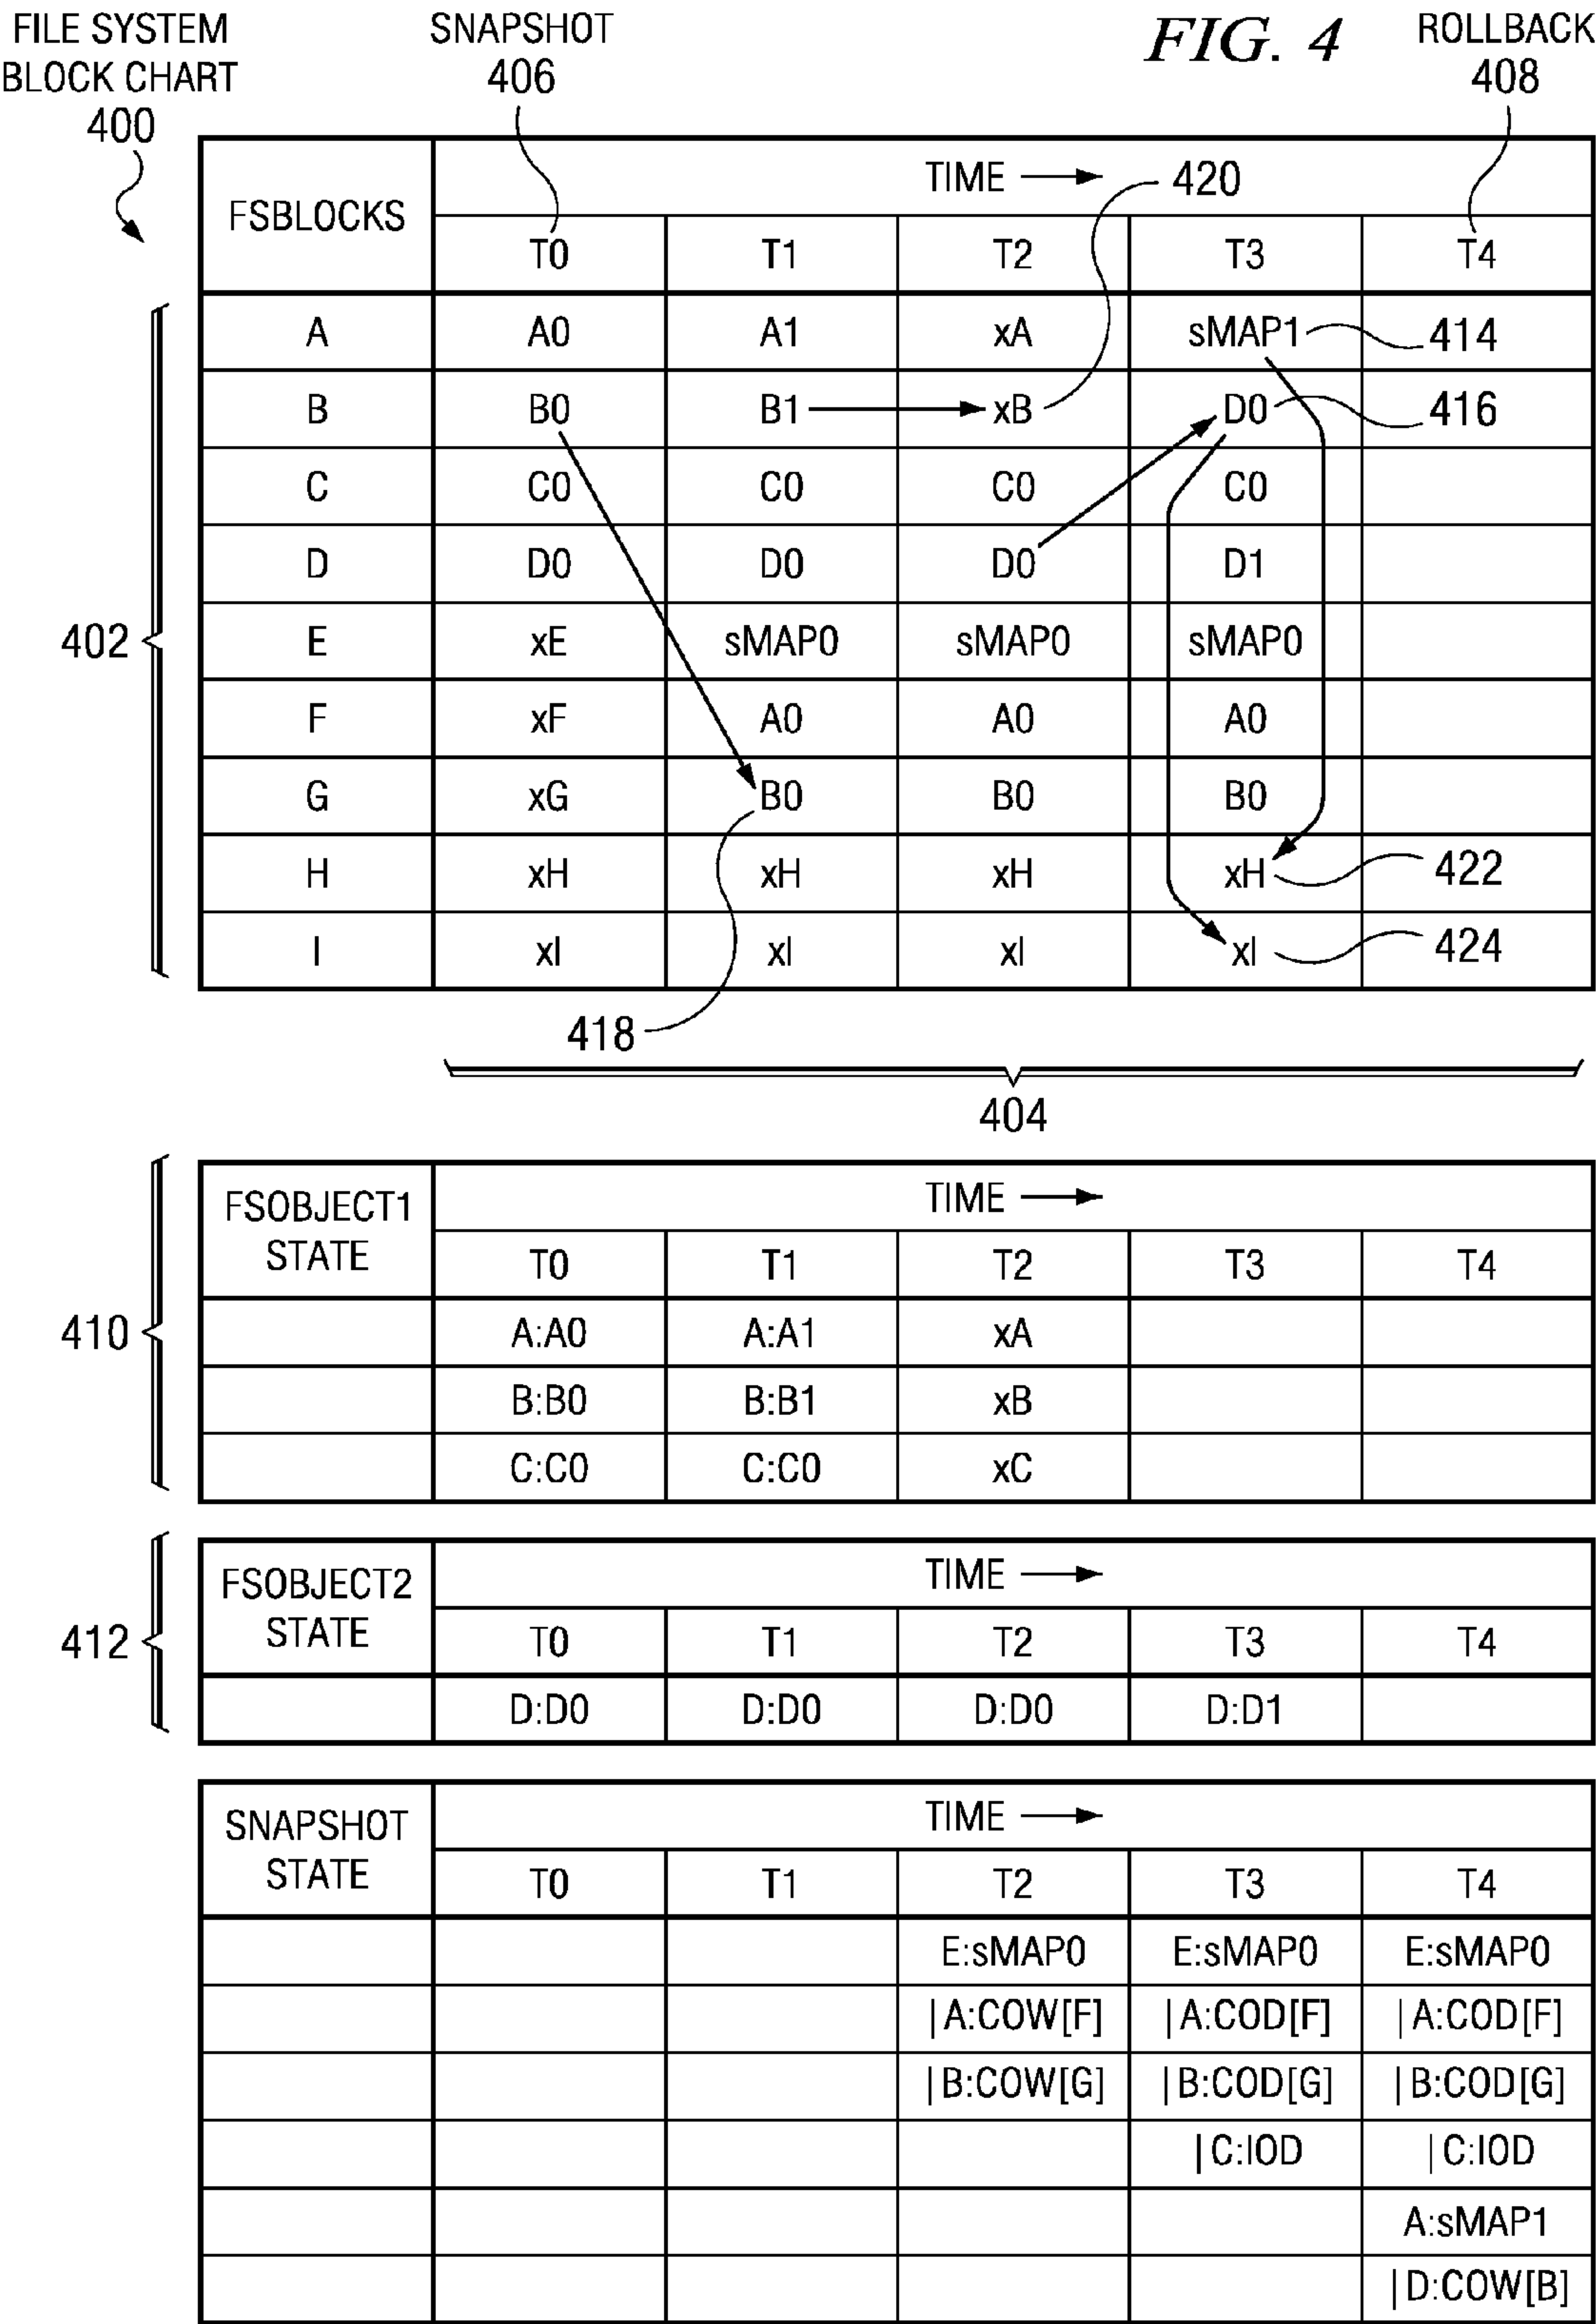 FILE SYSTEM
BLOCK CHART
400
SNAPSHOT
406
FIG. 4
ROLLBACK
408
FSBLOCKS
TIME
420
T0 T1 T2 T3 T4
A A0 A1 xA sMAP1 414
B B0 B1 xB D0 416
C C0 C0 C0 C0
D D0 D0 D0 D1
402 E xE sMAP0 sMAP0 sMAP0
F xF A0 A0 A0
G xG B0 B0 B0
H xH xH xH xH 422
I xI xI xI xI 424
418
404
410
FSOBJECT1
STATE
TIME
T0 T1 T2 T3 T4
A:A0 A:A1 xA
B:B0 B:B1 xB
C:C0 C:C0 xC
412
FSOBJECT2
STATE
TIME
T0 T1 T2 T3 T4
D:D0 D:D0 D:D0 D:D1
SNAPSHOT
STATE
TIME
T0 T1 T2 T3 T4
E:sMAP0 E:sMAP0 E:sMAP0
|A:COW[F] |A:COD[F] |A:COD[F]
|B:COW[G] |B:COD[G] |B:COD[G]
|C:IOD |C:IOD
A:sMAP1
|D:COW[B]